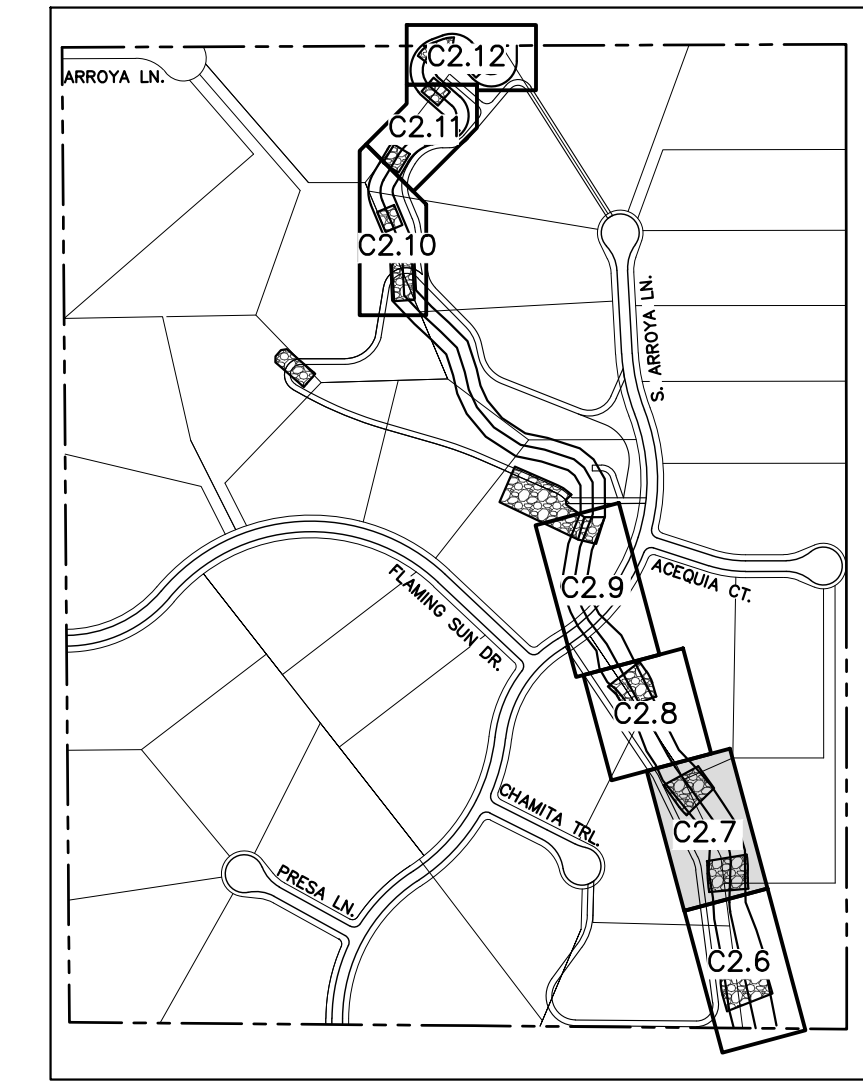 C2.12
ARROYA LN.
C2.11
C2.10
S. ARROYA LN.
C2.9
ACEQUIA CT.
FLAMING SUN DR.
C2.8
CHAMITA TRL.
C2.7
PRESA LN.
C2.6